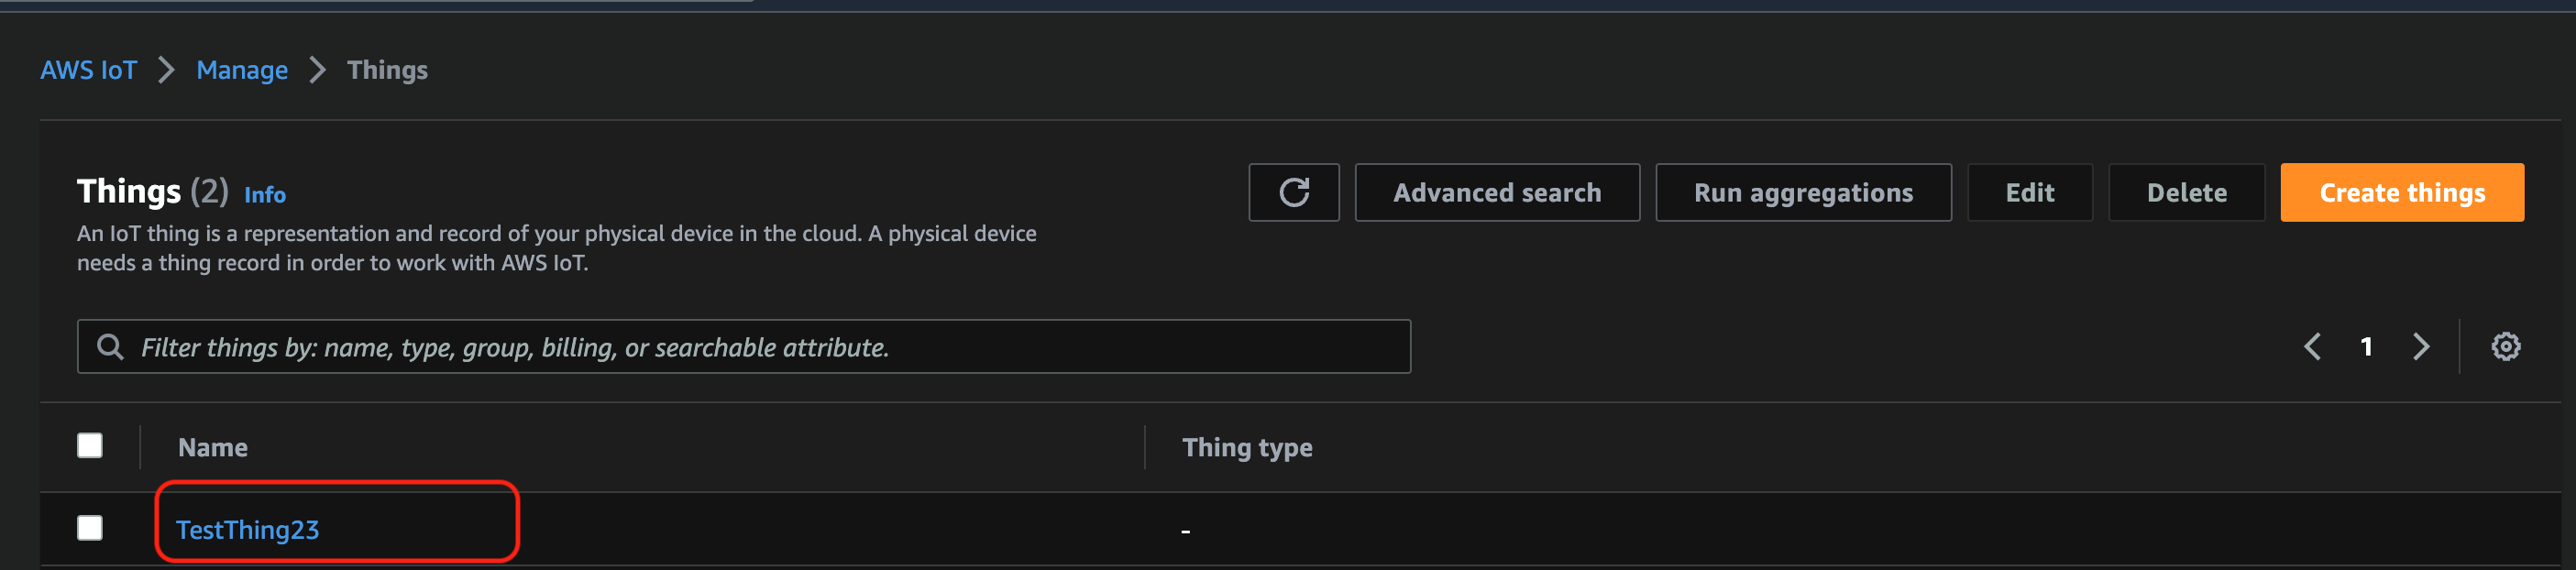 AWS IoT > Manage > Things
Things (2) Info
Advanced search
Run aggregations
Edit
Delete
Create things
An IoT thing is a representation and record of your physical device in the cloud. A physical device
needs a thing record in order to work with AWS IoT.
Filter things by: name, type, group, billing, or searchable attribute.
1
Name
Thing type
TestThing23
-